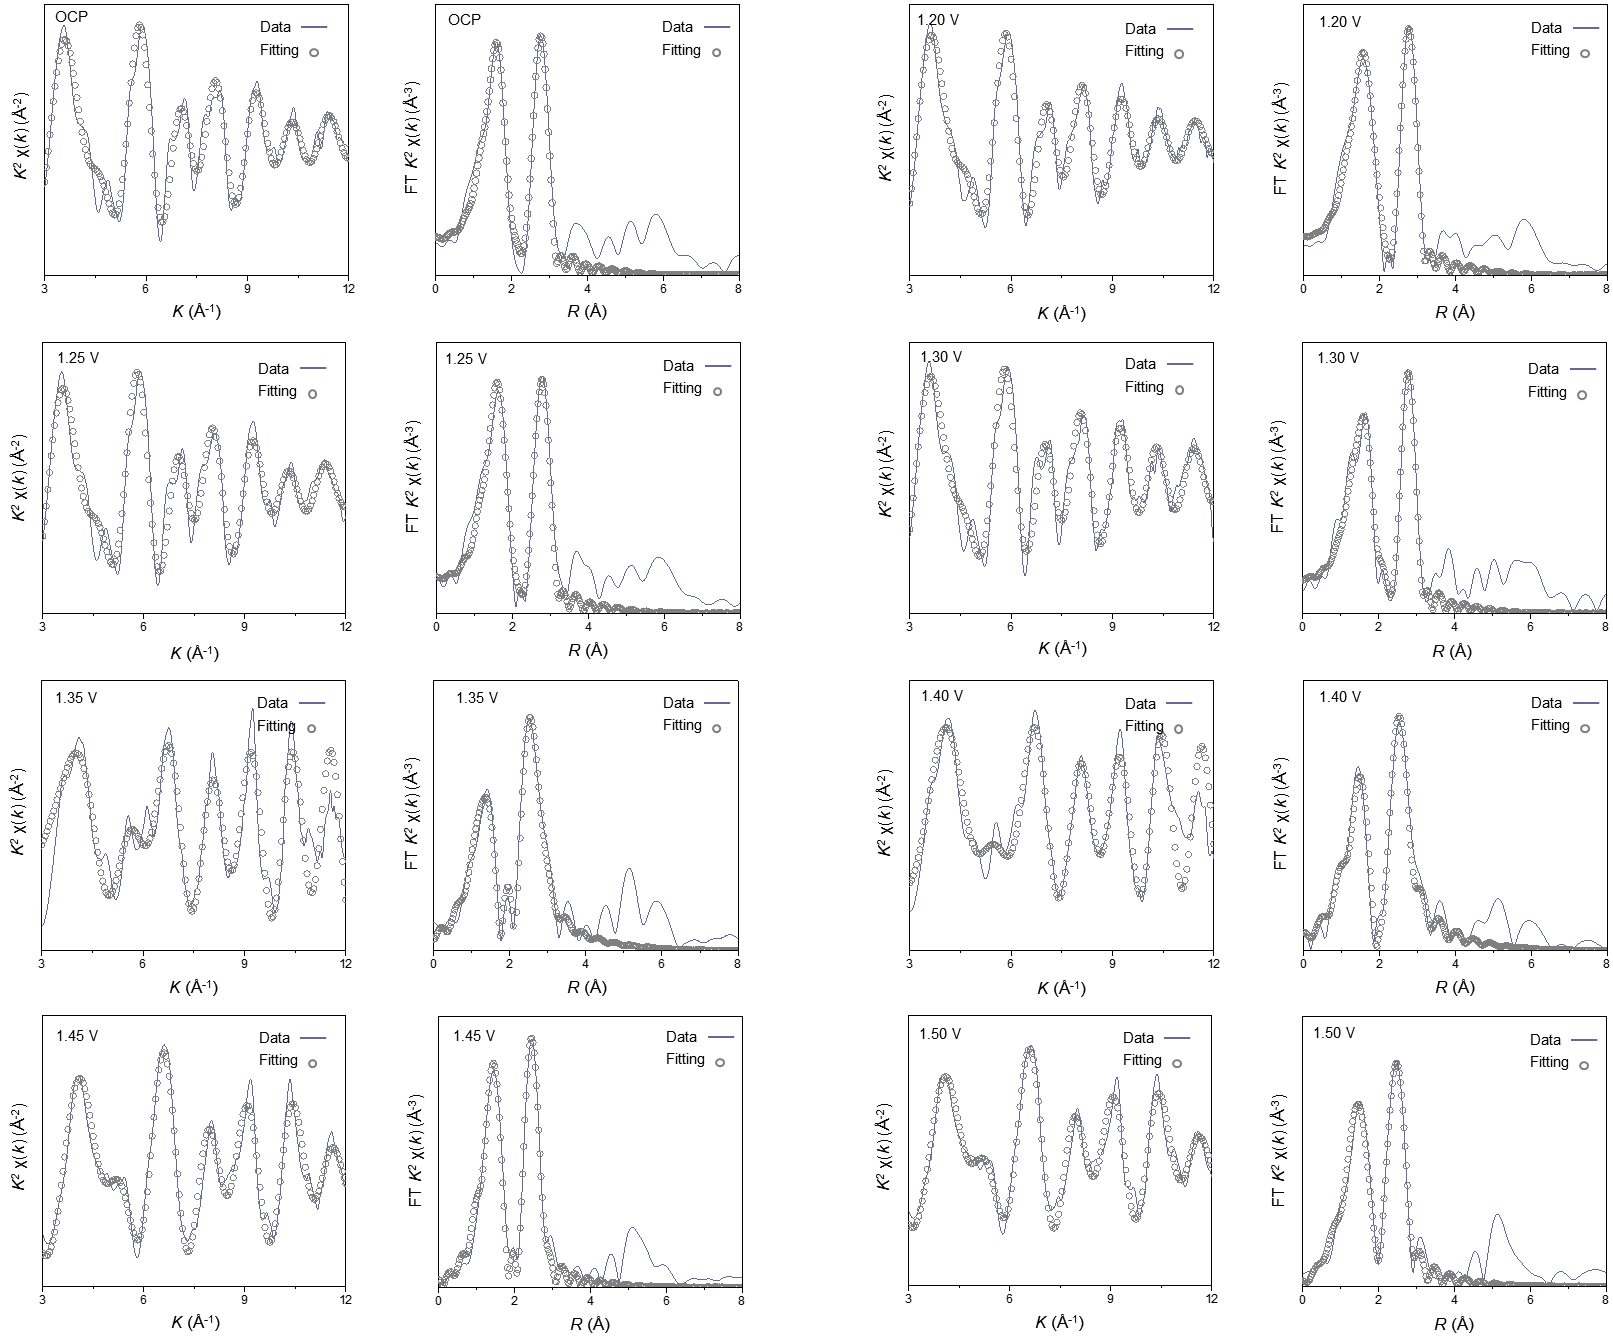 OCP
Data
Fitting
K² χ(k) (Å-2)
3 6 9 12
K (Å-1)
OCP
Data
Fitting
FT K² χ(k) (Å-3)
0 2 4 6 8
R (Å)
1.20 V
Data
Fitting
K² χ(k) (Å-2)
3 6 9 12
K (Å-1)
1.20 V
Data
Fitting
FT K² χ(k) (Å-3)
0 2 4 6 8
R (Å)
1.25 V
Data
Fitting
K² χ(k) (Å-2)
3 6 9 12
K (Å-1)
1.25 V
Data
Fitting
FT K² χ(k) (Å-3)
0 2 4 6 8
R (Å)
1.30 V
Data
Fitting
K² χ(k) (Å-2)
3 6 9 12
K (Å-1)
1.30 V
Data
Fitting
FT K² χ(k) (Å-3)
0 2 4 6 8
R (Å)
1.35 V
Data
Fitting
K² χ(k) (Å-2)
3 6 9 12
K (Å-1)
1.35 V
Data
Fitting
FT K² χ(k) (Å-3)
0 2 4 6 8
R (Å)
1.40 V
Data
Fitting
K² χ(k) (Å-2)
3 6 9 12
K (Å-1)
1.40 V
Data
Fitting
FT K² χ(k) (Å-3)
0 2 4 6 8
R (Å)
1.45 V
Data
Fitting
K² χ(k) (Å-2)
3 6 9 12
K (Å-1)
1.45 V
Data
Fitting
FT K² χ(k) (Å-3)
0 2 4 6 8
R (Å)
1.50 V
Data
Fitting
K² χ(k) (Å-2)
3 6 9 12
K (Å-1)
1.50 V
Data
Fitting
FT K² χ(k) (Å-3)
0 2 4 6 8
R (Å)